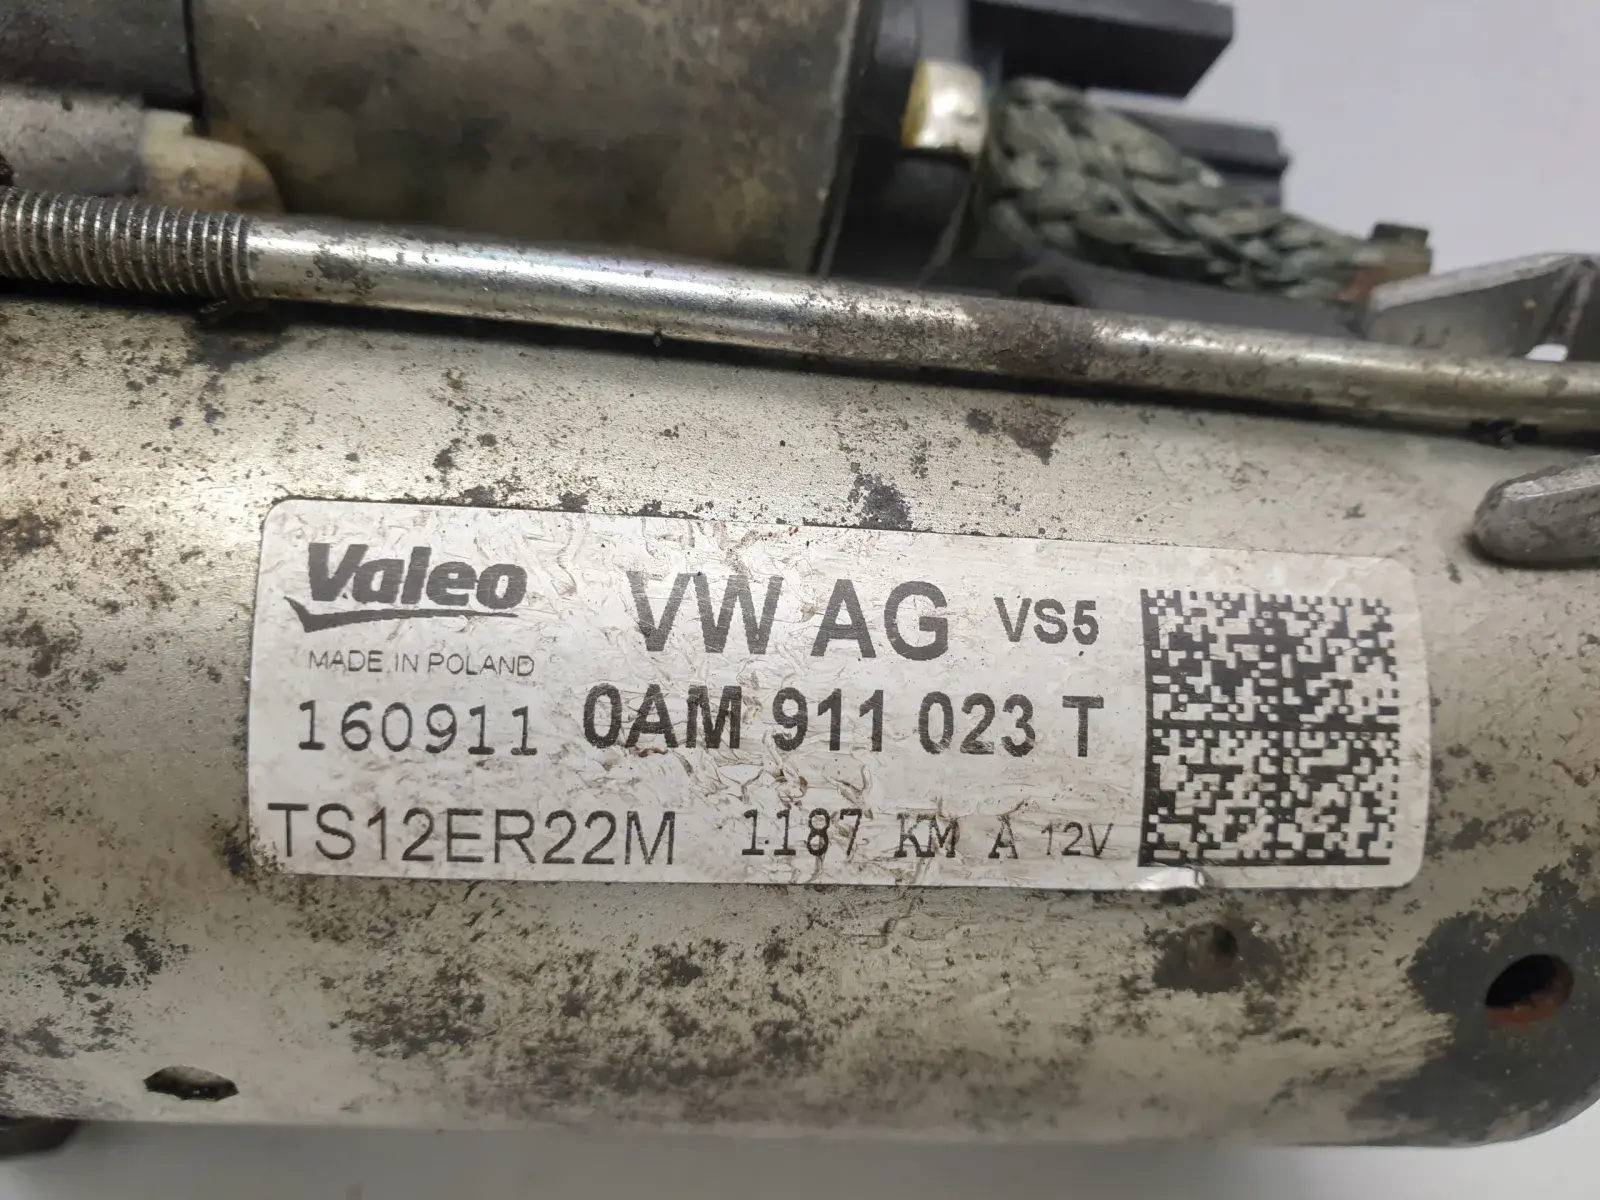 Valeo VW AG VS5
MADE IN POLAND
160911 0AM 911 023 T
TS12ER22M 1187 KM A 12V